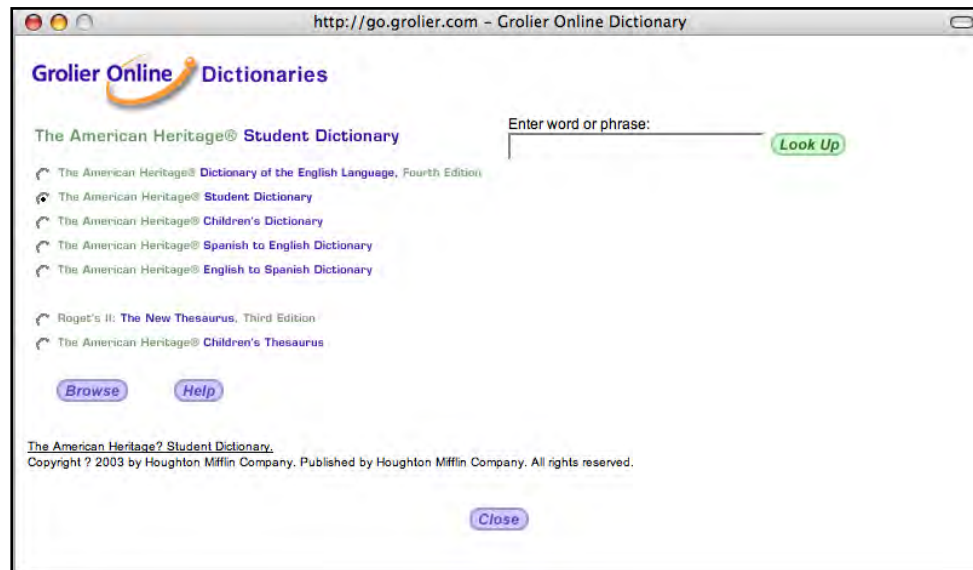 http://go.grolier.com – Grolier Online Dictionary
Grolier Online Dictionaries
The American Heritage® Student Dictionary
Enter word or phrase:
Look Up
The American Heritage® Dictionary of the English Language, Fourth Edition
The American Heritage® Student Dictionary
The American Heritage® Children's Dictionary
The American Heritage® Spanish to English Dictionary
The American Heritage® English to Spanish Dictionary
Roget's II: The New Thesaurus, Third Edition
The American Heritage® Children's Thesaurus
Browse Help
The American Heritage? Student Dictionary.
Copyright ? 2003 by Houghton Mifflin Company. Published by Houghton Mifflin Company. All rights reserved.
Close